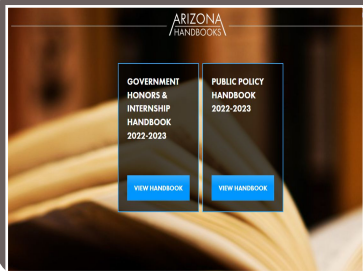 ARIZONA
HANDBOOKS
GOVERNMENT
HONORS &
INTERNSHIP
HANDBOOK
2022-2023
VIEW HANDBOOK
PUBLIC POLICY
HANDBOOK
2022-2023
VIEW HANDBOOK